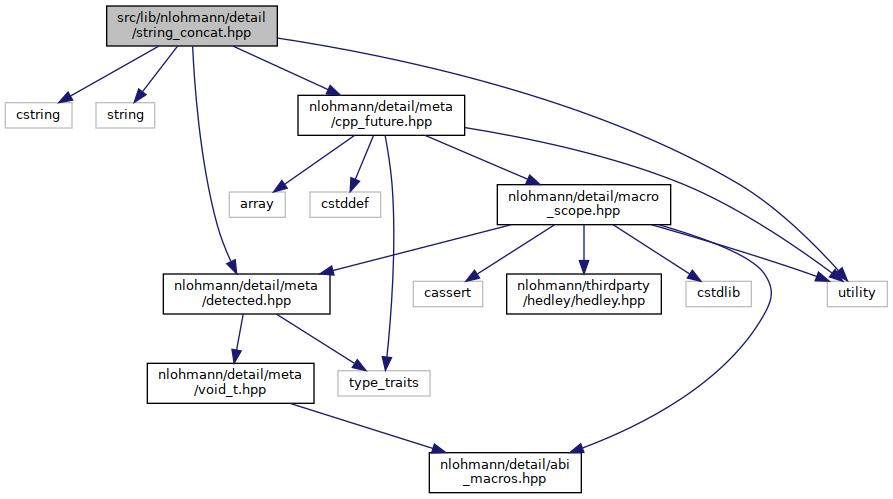 src/lib/nlohmann/detail
/string_concat.hpp
cstring
string
nlohmann/detail/meta
/cpp_future.hpp
array
cstddef
nlohmann/detail/macro
_scope.hpp
nlohmann/detail/meta
/detected.hpp
cassert
nlohmann/thirdparty
/hedley/hedley.hpp
cstdlib
utility
nlohmann/detail/meta
/void_t.hpp
type_traits
nlohmann/detail/abi
_macros.hpp